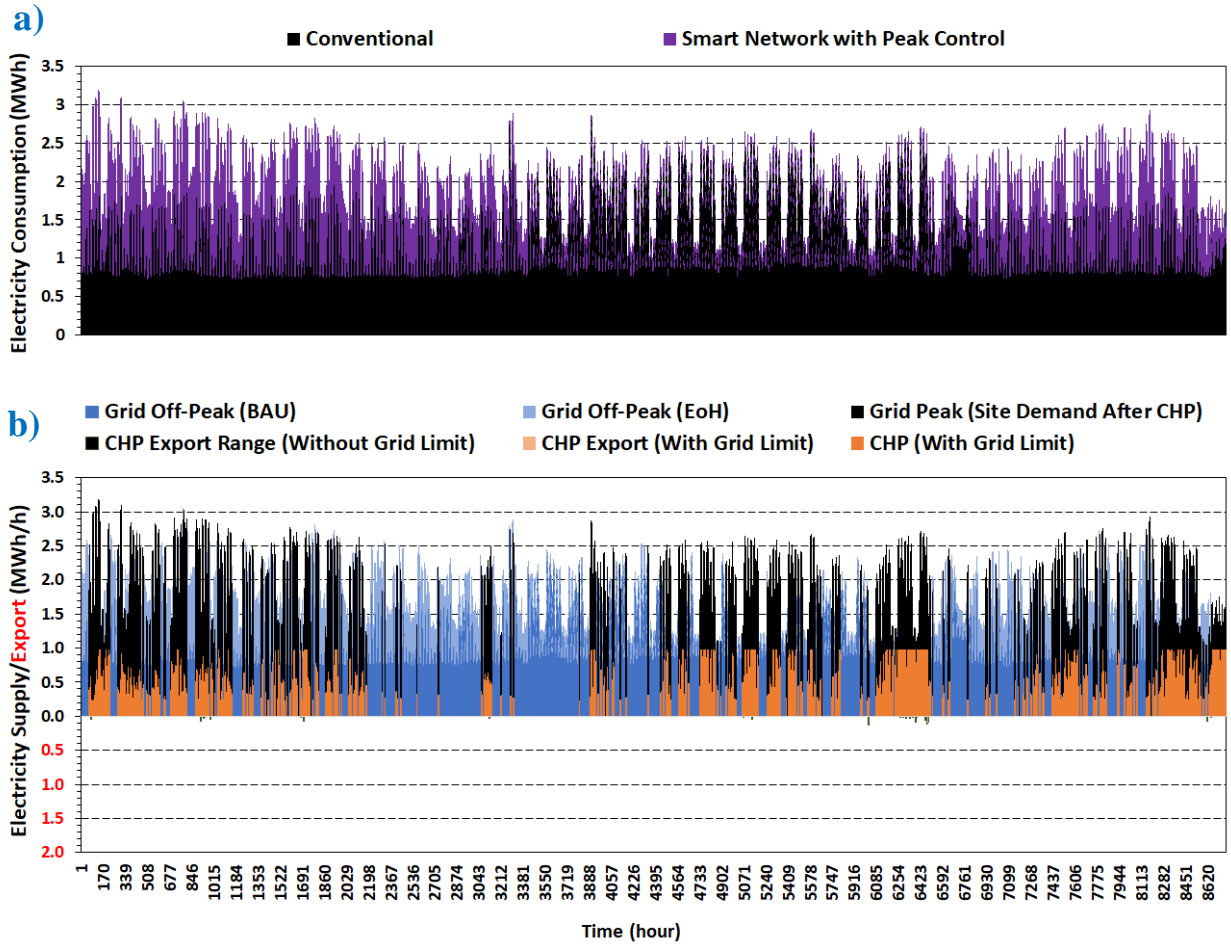 a)
Conventional Smart Network with Peak Control
Electricity Consumption (MWh)
3.5
3
2.5
2
1.5
1
0.5
0
b)
Grid Off-Peak (BAU) Grid Off-Peak (EoH) Grid Peak (Site Demand After CHP)
CHP Export Range (Without Grid Limit) CHP Export (With Grid Limit) CHP (With Grid Limit)
Electricity Supply/Export (MWh/h)
3.5
3.0
2.5
2.0
1.5
1.0
0.5
0.0
0.5
1.0
1.5
2.0
1 170 339 508 677 846 1015 1184 1353 1522 1691 1860 2029 2198 2367 2536 2705 2874 3043 3212 3381 3550 3719 3888 4057 4226 4395 4564 4733 4902 5071 5240 5409 5578 5747 5916 6085 6254 6423 6592 6761 6930 7099 7268 7437 7606 7775 7944 8113 8282 8451 8620
Time (hour)